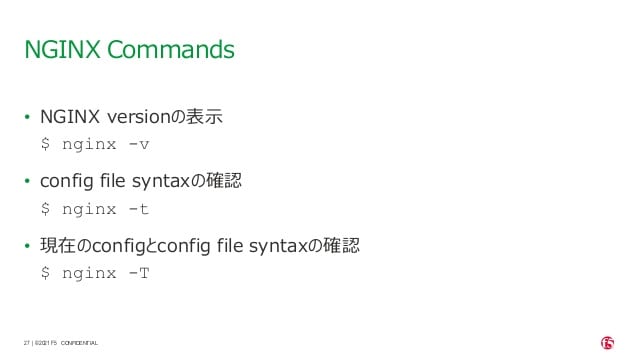 NGINX Commands
• NGINX versionの表示
$ nginx -v
• config file syntaxの確認
$ nginx -t
• 現在のconfigとconfig file syntaxの確認
$ nginx -T
27 | ©2021 F5 CONFIDENTIAL
f5